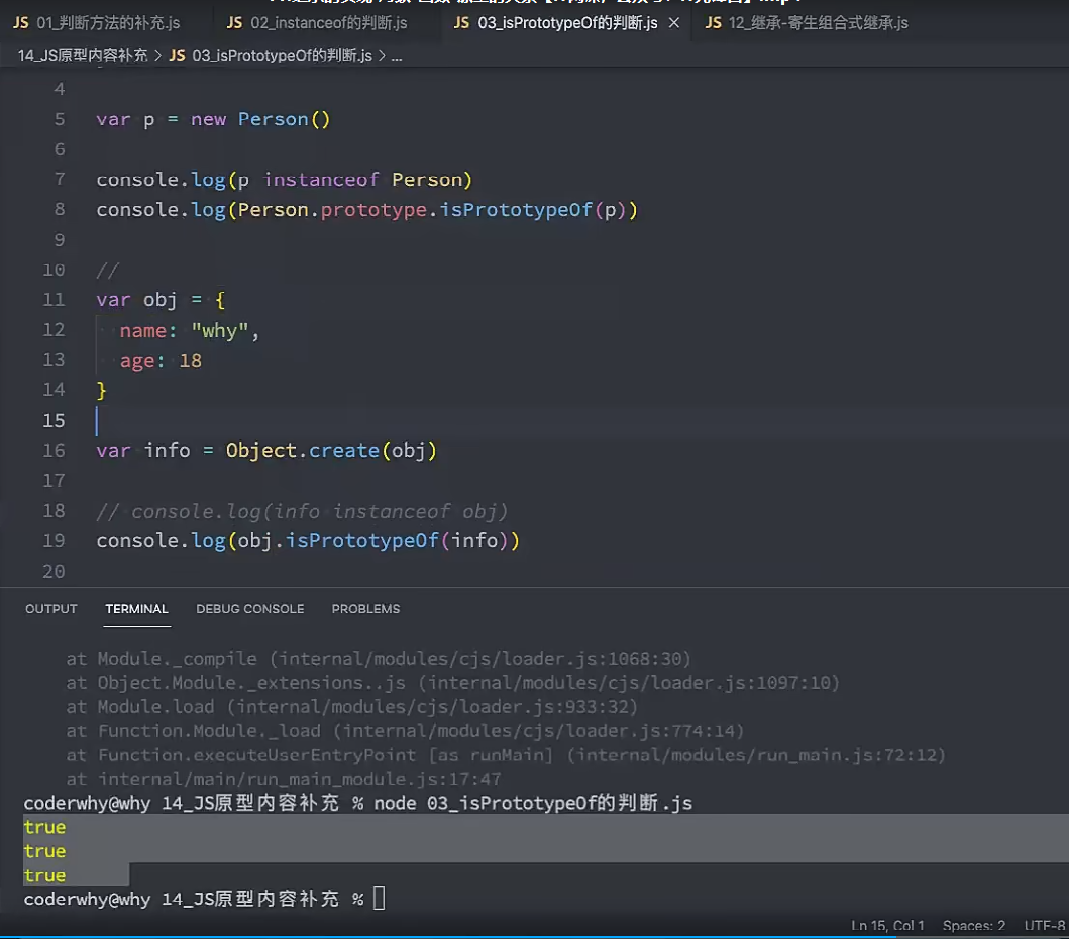 JS 01_判断方法的补充.js JS 02_instanceof的判断.js JS 03_isPrototypeOf的判断.js × JS 12_继承-寄生组合式继承.js
14_JS原型内容补充 > JS 03_isPrototypeOf的判断.js > ...
4
5 var p = new Person()
6
7 console.log(p instanceof Person)
8 console.log(Person.prototype.isPrototypeOf(p))
9
10 //
11 var obj = {
12 name: "why",
13 age: 18
14 }
15
16 var info = Object.create(obj)
17
18 // console.log(info instanceof obj)
19 console.log(obj.isPrototypeOf(info))
20
OUTPUT TERMINAL DEBUG CONSOLE PROBLEMS
at Module._compile (internal/modules/cjs/loader.js:1068:30)
at Object.Module._extensions..js (internal/modules/cjs/loader.js:1097:10)
at Module.load (internal/modules/cjs/loader.js:933:32)
at Function.Module._load (internal/modules/cjs/loader.js:774:14)
at Function.executeUserEntryPoint [as runMain] (internal/modules/run_main.js:72:12)
at internal/main/run_main_module.js:17:47
coderwhy@why 14_JS原型内容补充 % node 03_isPrototypeOf的判断.js
true
true
true
coderwhy@why 14_JS原型内容补充 %
Ln 15, Col 1 Spaces: 2 UTF-8